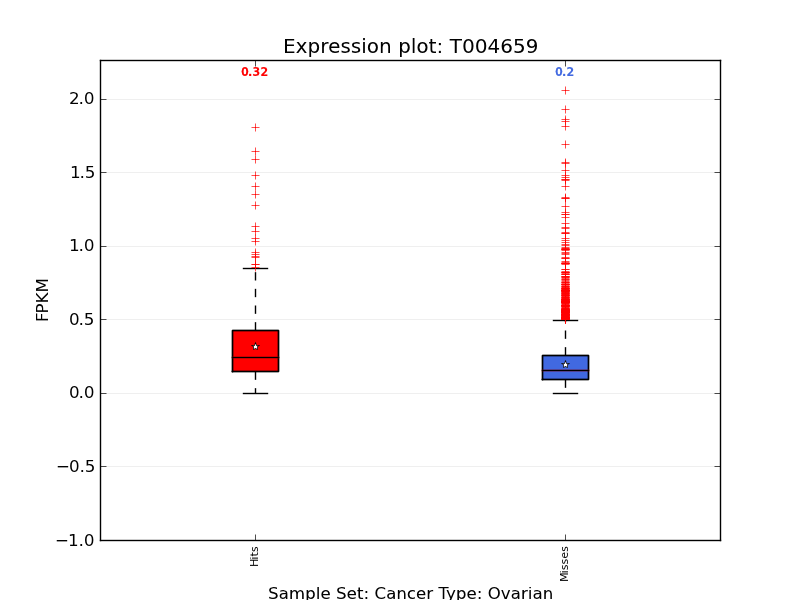 Expression plot: T004659
0.32
0.2
2.0
1.5
1.0
0.5
0.0
−0.5
−1.0
FPKM
Hits
Misses
Sample Set: Cancer Type: Ovarian